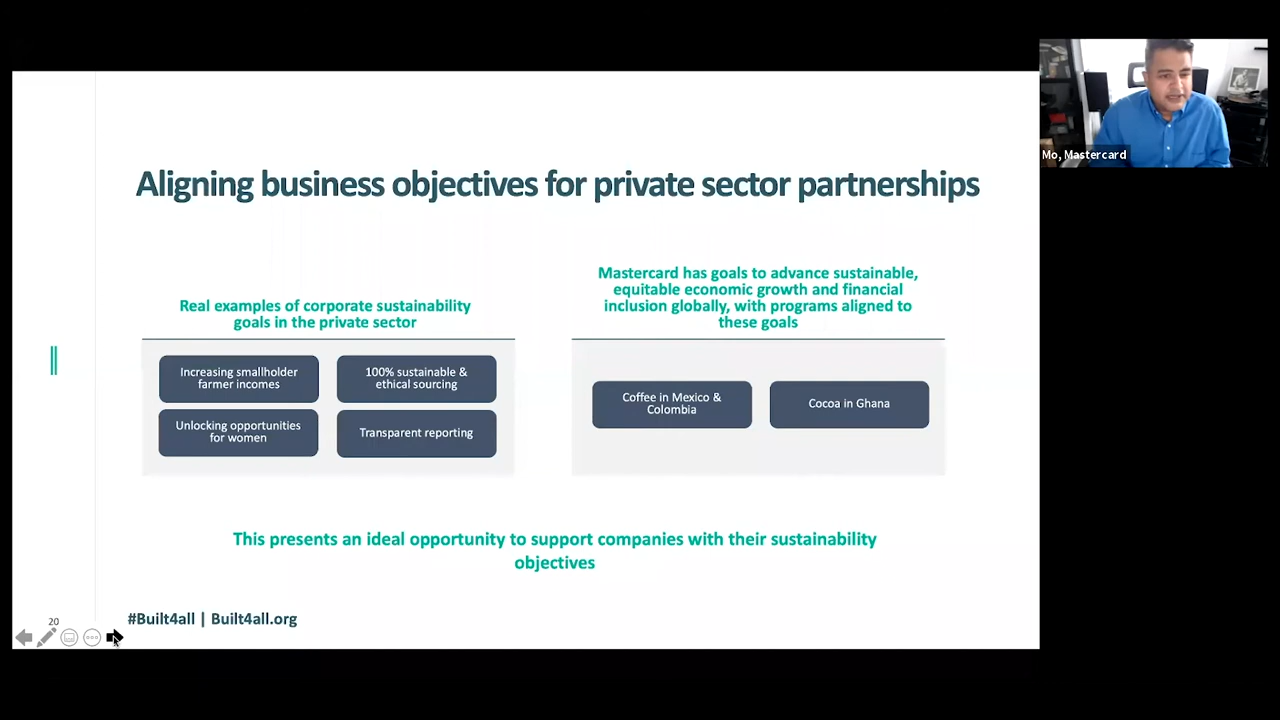 Mo, Mastercard
Aligning business objectives for private sector partnerships
Real examples of corporate sustainability
goals in the private sector
Increasing smallholder
farmer incomes
100% sustainable &
ethical sourcing
Unlocking opportunities
for women
Transparent reporting
Mastercard has goals to advance sustainable,
equitable economic growth and financial
inclusion globally, with programs aligned to
these goals
Coffee in Mexico &
Colombia
Cocoa in Ghana
This presents an ideal opportunity to support companies with their sustainability
objectives
20
#Built4all | Built4all.org